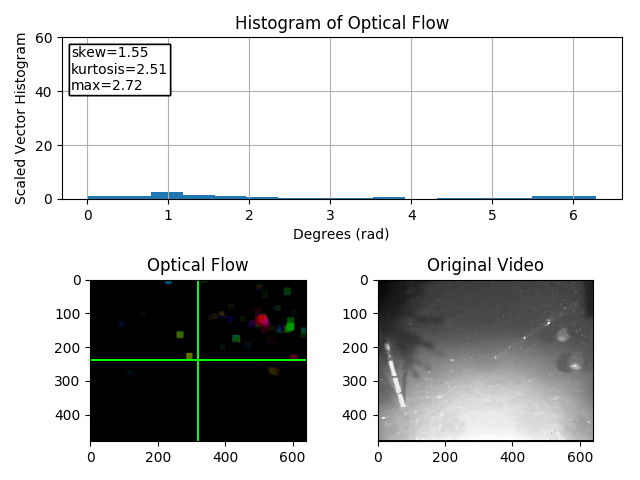 Histogram of Optical Flow
Scaled Vector Histogram
60
40
20
0
skew=1.55
kurtosis=2.51
max=2.72
0 1 2 3 4 5 6
Degrees (rad)
Optical Flow
0
100
200
300
400
0 200 400 600
Original Video
0
100
200
300
400
0 200 400 600